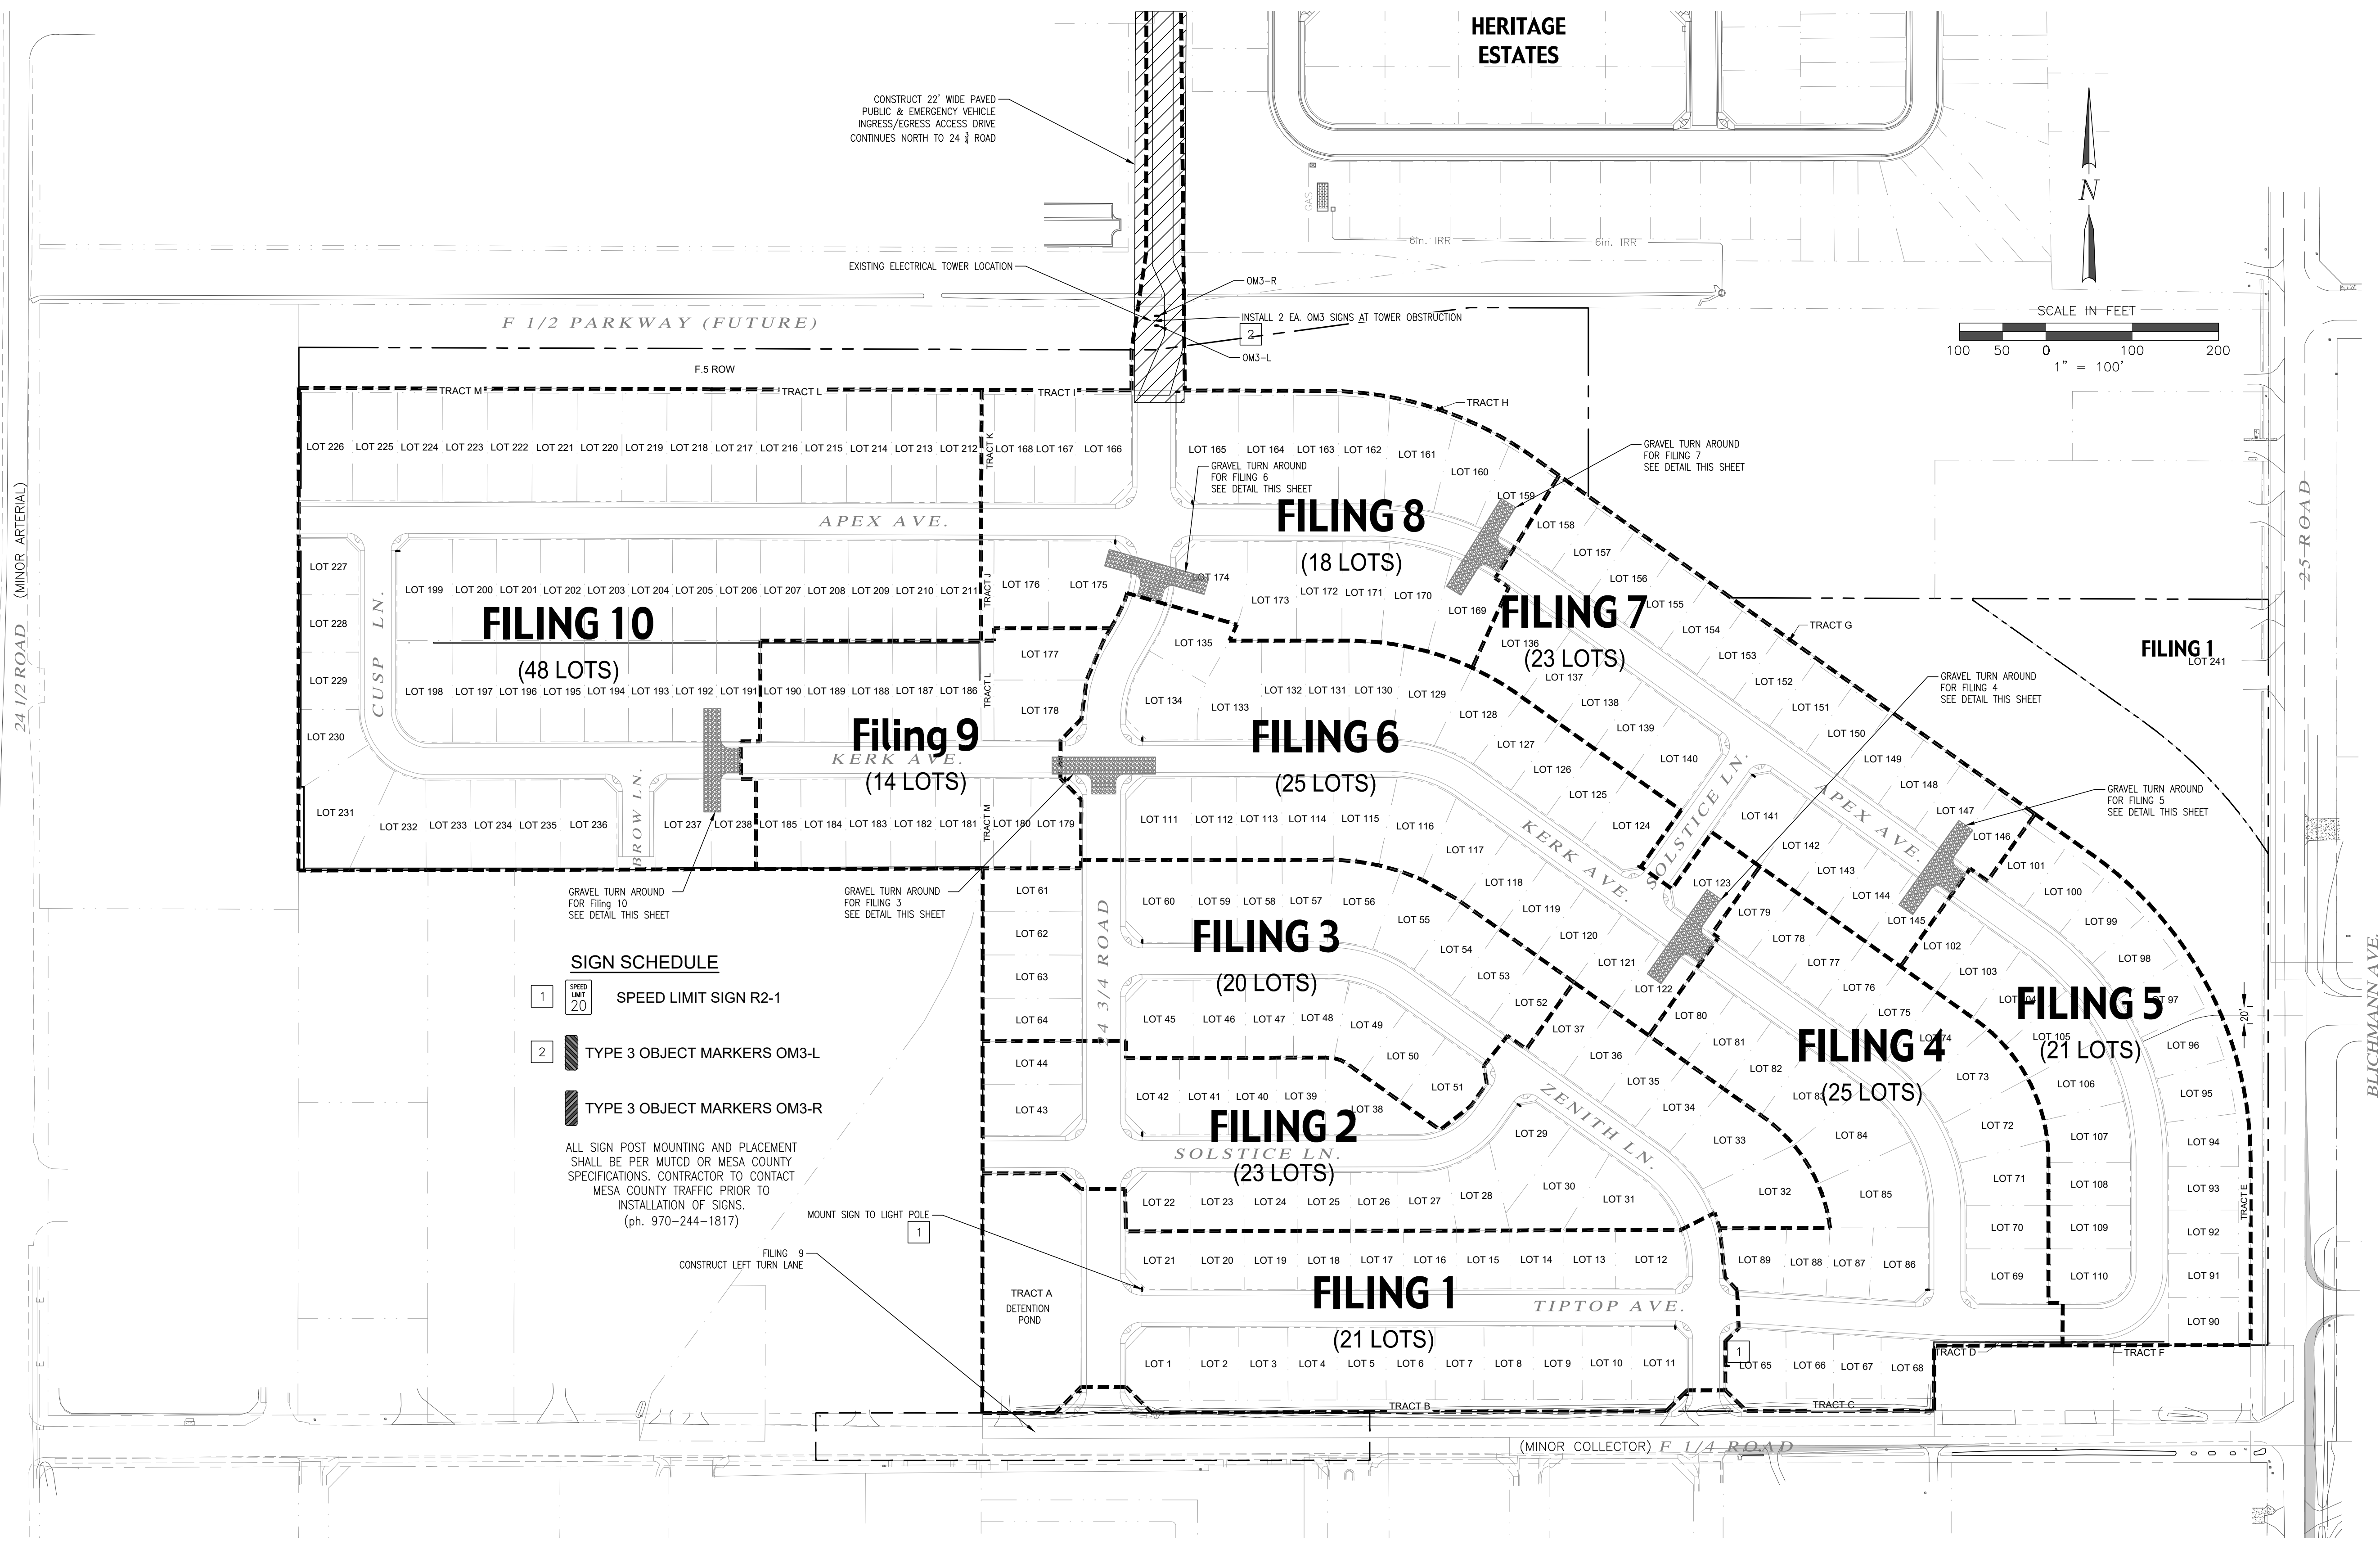 HERITAGE
ESTATES
CONSTRUCT 22' WIDE PAVED
PUBLIC & EMERGENCY VEHICLE
INGRESS/EGRESS ACCESS DRIVE
CONTINUES NORTH TO 24 3/4 ROAD
N
GAS
6in. IRR
6in. IRR
EXISTING ELECTRICAL TOWER LOCATION
OM3-R
INSTALL 2 EA. OM3 SIGNS AT TOWER OBSTRUCTION
2
OM3-L
SCALE IN FEET
100 50 0 100 200
1" = 100'
F 1/2 PARKWAY (FUTURE)
F.5 ROW
TRACT M
TRACT L
TRACT I
TRACT H
24 1/2 ROAD (MINOR ARTERIAL)
25 ROAD
BLICHMANN AVE.
LOT 226 LOT 225 LOT 224 LOT 223 LOT 222 LOT 221 LOT 220 LOT 219 LOT 218 LOT 217 LOT 216 LOT 215 LOT 214 LOT 213 LOT 212
TRACT K
LOT 168 LOT 167 LOT 166
LOT 165 LOT 164 LOT 163 LOT 162 LOT 161 LOT 160 LOT 159
GRAVEL TURN AROUND
FOR FILING 6
SEE DETAIL THIS SHEET
GRAVEL TURN AROUND
FOR FILING 7
SEE DETAIL THIS SHEET
APEX AVE.
FILING 8
(18 LOTS)
LOT 227
LOT 228
LOT 229
LOT 230
LOT 231
CUSP LN.
LOT 199 LOT 200 LOT 201 LOT 202 LOT 203 LOT 204 LOT 205 LOT 206 LOT 207 LOT 208 LOT 209 LOT 210 LOT 211
TRACT J
LOT 176 LOT 175 LOT 174
LOT 173 LOT 172 LOT 171 LOT 170 LOT 169
FILING 10
(48 LOTS)
LOT 198 LOT 197 LOT 196 LOT 195 LOT 194 LOT 193 LOT 192 LOT 191 LOT 190 LOT 189 LOT 188 LOT 187 LOT 186
TRACT L
LOT 177
LOT 178
Filing 9
KERK AVE.
(14 LOTS)
LOT 232 LOT 233 LOT 234 LOT 235 LOT 236
BROW LN.
LOT 237 LOT 238 LOT 185 LOT 184 LOT 183 LOT 182 LOT 181
TRACT M
LOT 180 LOT 179
LOT 158
LOT 157
LOT 156
LOT 155
LOT 154
LOT 153
LOT 152
LOT 151
LOT 150
LOT 149
LOT 148
LOT 147
LOT 146
TRACT G
FILING 7
(23 LOTS)
LOT 136
LOT 137
LOT 138
LOT 139
LOT 140
LOT 141
LOT 142
LOT 143
LOT 144
LOT 145
SOLSTICE LN.
APEX AVE.
FILING 1
LOT 241
GRAVEL TURN AROUND
FOR FILING 4
SEE DETAIL THIS SHEET
GRAVEL TURN AROUND
FOR FILING 5
SEE DETAIL THIS SHEET
LOT 135
LOT 134
LOT 133
LOT 132 LOT 131 LOT 130 LOT 129
LOT 128
LOT 127
LOT 126
LOT 125
LOT 124
LOT 123
FILING 6
(25 LOTS)
KERK AVE.
LOT 111 LOT 112 LOT 113 LOT 114 LOT 115 LOT 116
LOT 117
LOT 118
LOT 119
LOT 120
LOT 121
LOT 122
GRAVEL TURN AROUND
FOR Filing 10
SEE DETAIL THIS SHEET
GRAVEL TURN AROUND
FOR FILING 3
SEE DETAIL THIS SHEET
LOT 61
LOT 62
LOT 63
LOT 64
24 3/4 ROAD
LOT 60 LOT 59 LOT 58 LOT 57 LOT 56
LOT 55
LOT 54
LOT 53
LOT 52
FILING 3
(20 LOTS)
LOT 45 LOT 46 LOT 47 LOT 48 LOT 49
LOT 50
LOT 51
SIGN SCHEDULE
1
SPEED
LIMIT
20
SPEED LIMIT SIGN R2-1
2
TYPE 3 OBJECT MARKERS OM3-L
TYPE 3 OBJECT MARKERS OM3-R
ALL SIGN POST MOUNTING AND PLACEMENT
SHALL BE PER MUTCD OR MESA COUNTY
SPECIFICATIONS. CONTRACTOR TO CONTACT
MESA COUNTY TRAFFIC PRIOR TO
INSTALLATION OF SIGNS.
(ph. 970-244-1817)
LOT 44
LOT 43
LOT 42 LOT 41 LOT 40 LOT 39 LOT 38
FILING 2
SOLSTICE LN.
(23 LOTS)
LOT 37
LOT 36
LOT 35
LOT 34
LOT 33
LOT 32
ZENITH LN.
LOT 22 LOT 23 LOT 24 LOT 25 LOT 26 LOT 27 LOT 28
LOT 29
LOT 30
LOT 31
LOT 79
LOT 78
LOT 77
LOT 76
LOT 75
LOT 74
LOT 73
LOT 72
LOT 71
LOT 70
LOT 69
LOT 80
LOT 81
LOT 82
LOT 83
LOT 84
LOT 85
FILING 4
(25 LOTS)
LOT 89 LOT 88 LOT 87 LOT 86
LOT 101
LOT 100
LOT 99
LOT 98
LOT 97
LOT 96
LOT 95
LOT 94
LOT 93
LOT 92
LOT 91
LOT 90
LOT 102
LOT 103
LOT 104
LOT 105
LOT 106
LOT 107
LOT 108
LOT 109
LOT 110
FILING 5
(21 LOTS)
20'
TRACT E
MOUNT SIGN TO LIGHT POLE
1
FILING 9
CONSTRUCT LEFT TURN LANE
TRACT A
DETENTION
POND
LOT 21 LOT 20 LOT 19 LOT 18 LOT 17 LOT 16 LOT 15 LOT 14 LOT 13 LOT 12
FILING 1
TIPTOP AVE.
(21 LOTS)
LOT 1 LOT 2 LOT 3 LOT 4 LOT 5 LOT 6 LOT 7 LOT 8 LOT 9 LOT 10 LOT 11
1
LOT 65 LOT 66 LOT 67 LOT 68
TRACT D
TRACT F
TRACT B
TRACT C
(MINOR COLLECTOR) F 1/4 ROAD